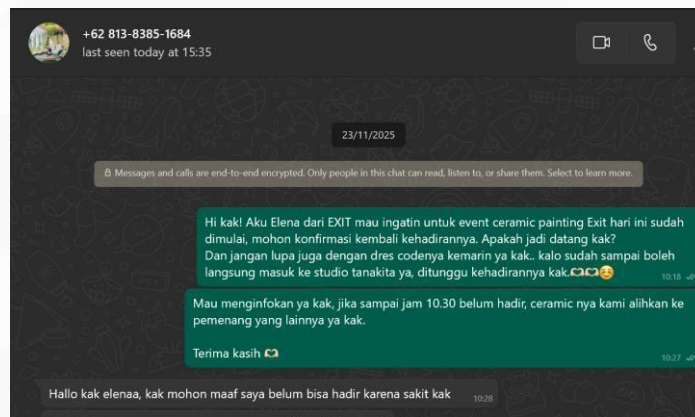 +62 813-8385-1684
last seen today at 15:35
23/11/2025
Messages and calls are end-to-end encrypted. Only people in this chat can read, listen to, or share them. Select to learn more.
Hi kak! Aku Elena dari EXIT mau ingatin untuk event ceramic painting Exit hari ini sudah
dimulai, mohon konfirmasi kembali kehadirannya. Apakah jadi datang kak?
Dan jangan lupa juga dengan dres codenya kemarin ya kak.. kalo sudah sampai boleh
langsung masuk ke studio tanakita ya, ditunggu kehadirannya kak.🫶🫶☺️
10:18
Mau menginfokan ya kak, jika sampai jam 10.30 belum hadir, ceramic nya kami alihkan ke
pemenang yang lainnya ya kak.
Terima kasih 🫶
10:27
Hallo kak elenaa, kak mohon maaf saya belum bisa hadir karena sakit kak
10:28